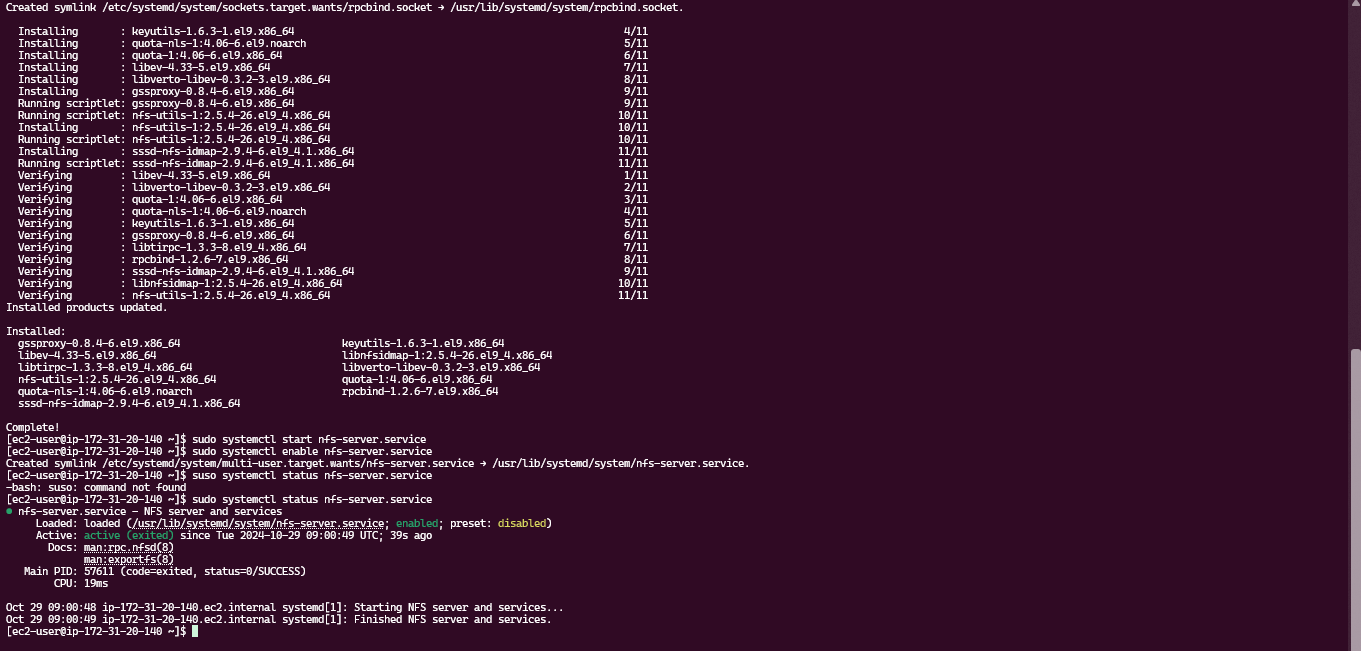 Created symlink /etc/systemd/system/sockets.target.wants/rpcbind.socket → /usr/lib/systemd/system/rpcbind.socket.
Installing : keyutils-1.6.3-1.el9.x86_64 4/11
Installing : quota-nls-1:4.06-6.el9.noarch 5/11
Installing : quota-1:4.06-6.el9.x86_64 6/11
Installing : libev-4.33-5.el9.x86_64 7/11
Installing : libverto-libev-0.3.2-3.el9.x86_64 8/11
Installing : gssproxy-0.8.4-6.el9.x86_64 9/11
Running scriptlet: gssproxy-0.8.4-6.el9.x86_64 9/11
Running scriptlet: nfs-utils-1:2.5.4-26.el9_4.x86_64 10/11
Installing : nfs-utils-1:2.5.4-26.el9_4.x86_64 10/11
Running scriptlet: nfs-utils-1:2.5.4-26.el9_4.x86_64 10/11
Installing : sssd-nfs-idmap-2.9.4-6.el9_4.1.x86_64 11/11
Running scriptlet: sssd-nfs-idmap-2.9.4-6.el9_4.1.x86_64 11/11
Verifying : libev-4.33-5.el9.x86_64 1/11
Verifying : libverto-libev-0.3.2-3.el9.x86_64 2/11
Verifying : quota-1:4.06-6.el9.x86_64 3/11
Verifying : quota-nls-1:4.06-6.el9.noarch 4/11
Verifying : keyutils-1.6.3-1.el9.x86_64 5/11
Verifying : gssproxy-0.8.4-6.el9.x86_64 6/11
Verifying : libtirpc-1.3.3-8.el9_4.x86_64 7/11
Verifying : rpcbind-1.2.6-7.el9.x86_64 8/11
Verifying : sssd-nfs-idmap-2.9.4-6.el9_4.1.x86_64 9/11
Verifying : libnfsidmap-1:2.5.4-26.el9_4.x86_64 10/11
Verifying : nfs-utils-1:2.5.4-26.el9_4.x86_64 11/11
Installed products updated.
Installed:
gssproxy-0.8.4-6.el9.x86_64 keyutils-1.6.3-1.el9.x86_64
libev-4.33-5.el9.x86_64 libnfsidmap-1:2.5.4-26.el9_4.x86_64
libtirpc-1.3.3-8.el9_4.x86_64 libverto-libev-0.3.2-3.el9.x86_64
nfs-utils-1:2.5.4-26.el9_4.x86_64 quota-1:4.06-6.el9.x86_64
quota-nls-1:4.06-6.el9.noarch rpcbind-1.2.6-7.el9.x86_64
sssd-nfs-idmap-2.9.4-6.el9_4.1.x86_64
Complete!
[ec2-user@ip-172-31-20-140 ~]$ sudo systemctl start nfs-server.service
[ec2-user@ip-172-31-20-140 ~]$ sudo systemctl enable nfs-server.service
Created symlink /etc/systemd/system/multi-user.target.wants/nfs-server.service → /usr/lib/systemd/system/nfs-server.service.
[ec2-user@ip-172-31-20-140 ~]$ suso systemctl status nfs-server.service
-bash: suso: command not found
[ec2-user@ip-172-31-20-140 ~]$ sudo systemctl status nfs-server.service
● nfs-server.service - NFS server and services
Loaded: loaded (/usr/lib/systemd/system/nfs-server.service; enabled; preset: disabled)
Active: active (exited) since Tue 2024-10-29 09:00:49 UTC; 39s ago
Docs: man:rpc.nfsd(8)
man:exportfs(8)
Main PID: 57611 (code=exited, status=0/SUCCESS)
CPU: 19ms
Oct 29 09:00:48 ip-172-31-20-140.ec2.internal systemd[1]: Starting NFS server and services...
Oct 29 09:00:49 ip-172-31-20-140.ec2.internal systemd[1]: Finished NFS server and services.
[ec2-user@ip-172-31-20-140 ~]$